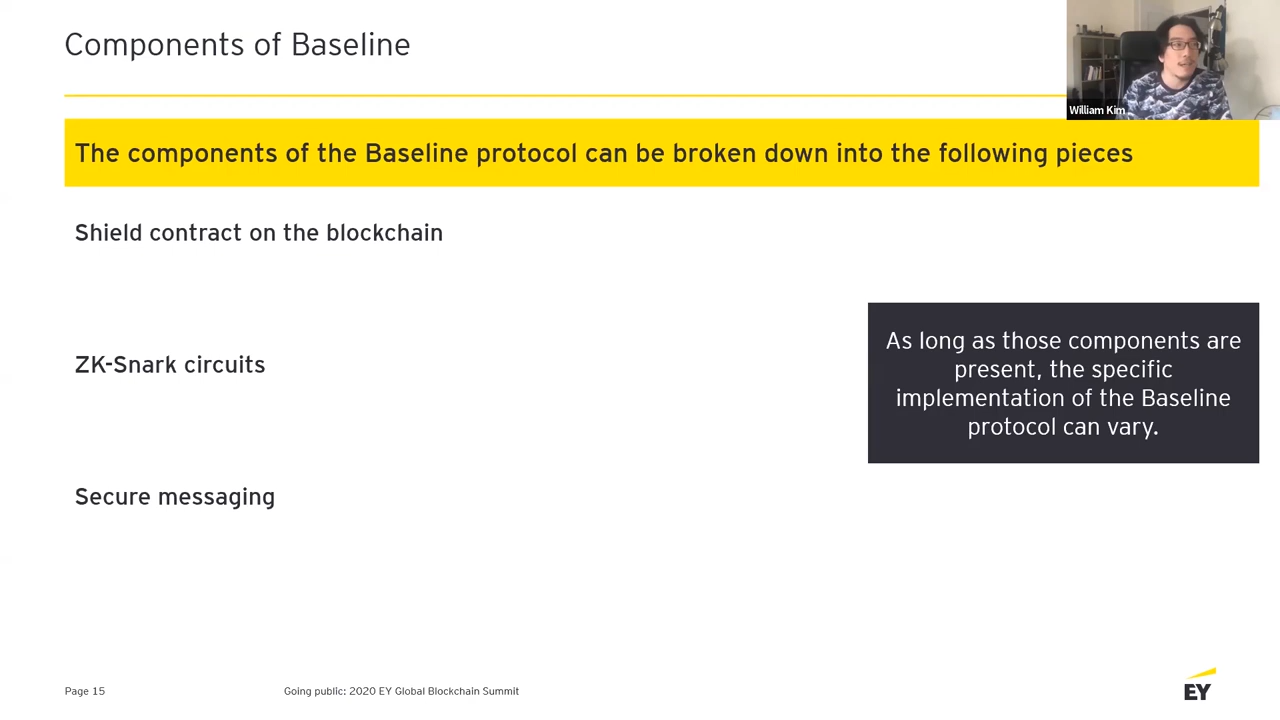 Components of Baseline
William Kim
The components of the Baseline protocol can be broken down into the following pieces
Shield contract on the blockchain
ZK-Snark circuits
Secure messaging
As long as those components are
present, the specific
implementation of the Baseline
protocol can vary.
Page 15
Going public: 2020 EY Global Blockchain Summit
EY